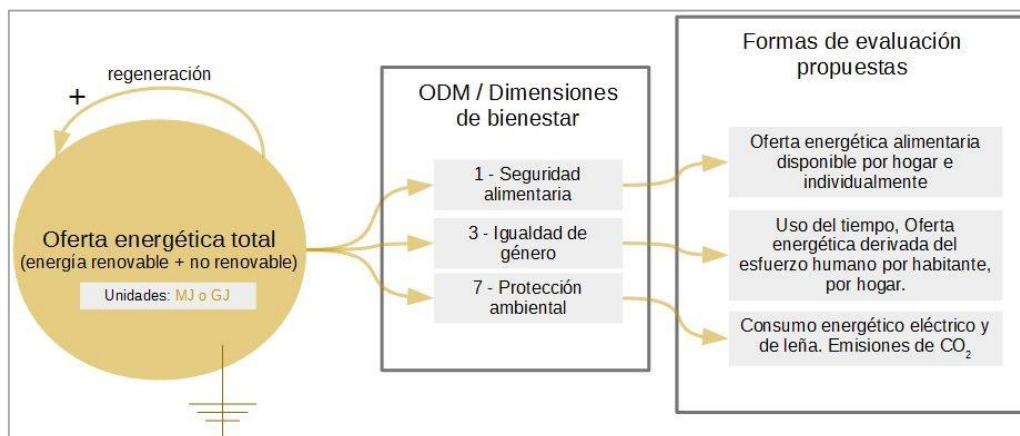 regeneración
+
Oferta energética total
(energía renovable + no renovable)
Unidades: MJ o GJ
ODM / Dimensiones
de bienestar
1 - Seguridad
alimentaria
3 - Igualdad de
género
7 - Protección
ambiental
Formas de evaluación
propuestas
Oferta energética alimentaria
disponible por hogar e
individualmente
Uso del tiempo, Oferta
energética derivada del
esfuerzo humano por habitante,
por hogar.
Consumo energético eléctrico y
de leña. Emisiones de CO₂